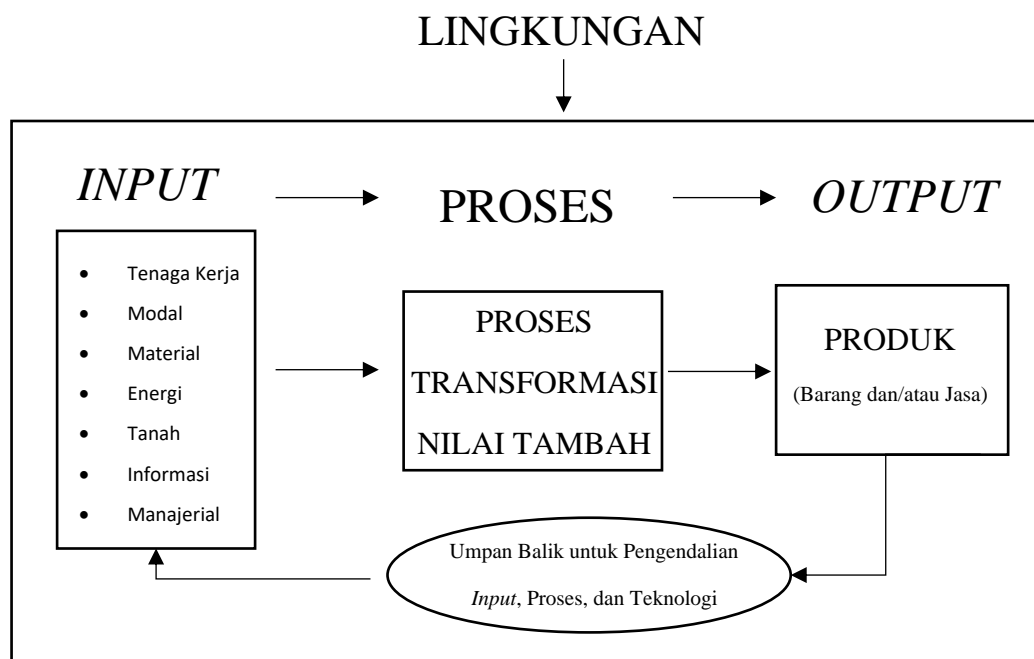 LINGKUNGAN
INPUT
PROSES
OUTPUT
• Tenaga Kerja
• Modal
• Material
• Energi
• Tanah
• Informasi
• Manajerial
PROSES
TRANSFORMASI
NILAI TAMBAH
PRODUK
(Barang dan/atau Jasa)
Umpan Balik untuk Pengendalian
Input, Proses, dan Teknologi